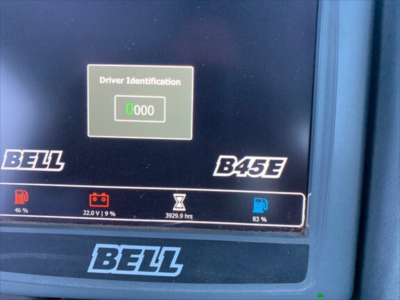 Driver Identification
0000
BELL
B45E
46 %
22.0 V | 9 %
3929.9 hrs
83 %
BELL